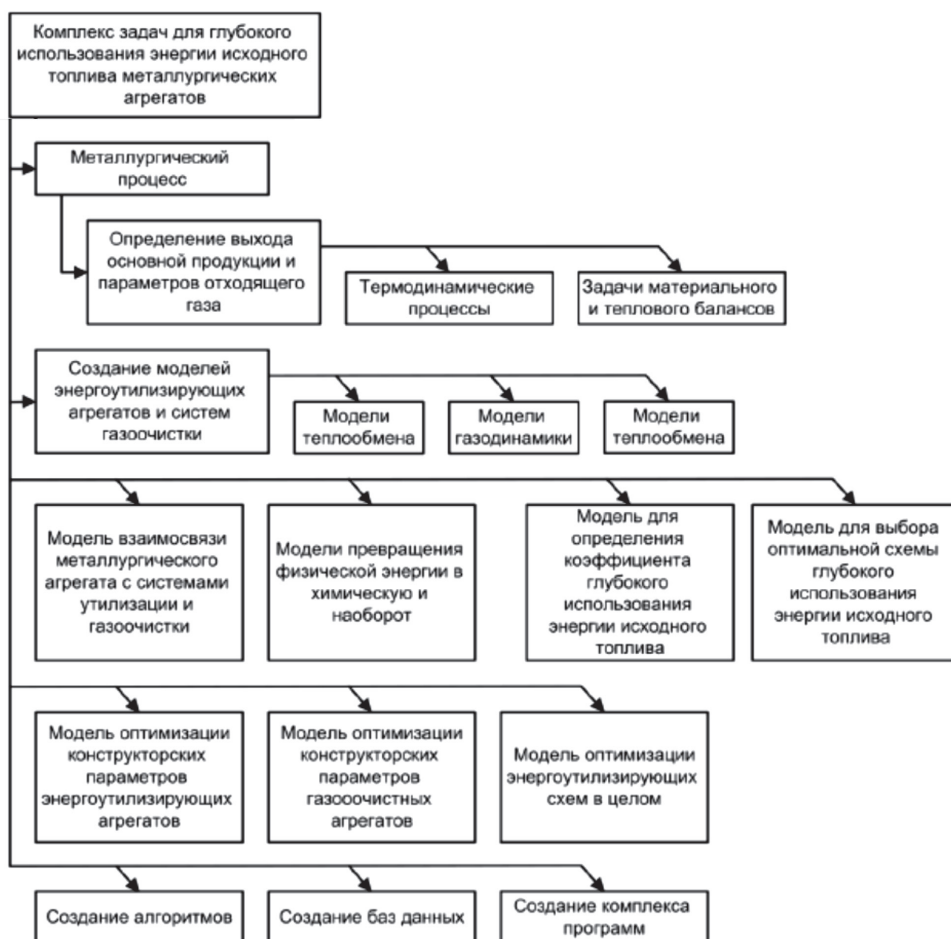 Комплекс задач для глубокого
использования энергии исходного
топлива металлургических
агрегатов
Металлургический
процесс
Определение выхода
основной продукции и
параметров отходящего
газа
Термодинамические
процессы
Задачи материального
и теплового балансов
Создание моделей
энергоутилизирующих
агрегатов и систем
газоочистки
Модели
теплообмена
Модели
газодинамики
Модели
теплообмена
Модель взаимосвязи
металлургического
агрегата с системами
утилизации и
газоочистки
Модели превращения
физической энергии в
химическую и
наоборот
Модель для
определения
коэффициента
глубокого
использования
энергии исходного
топлива
Модель для выбора
оптимальной схемы
глубокого
использования
энергии исходного
топлива
Модель оптимизации
конструкторских
параметров
энергоутилизирующих
агрегатов
Модель оптимизации
конструкторских
параметров
газооочистных
агрегатов
Модель оптимизации
энергоутилизирующих
схем в целом
Создание алгоритмов
Создание баз данных
Создание комплекса
программ